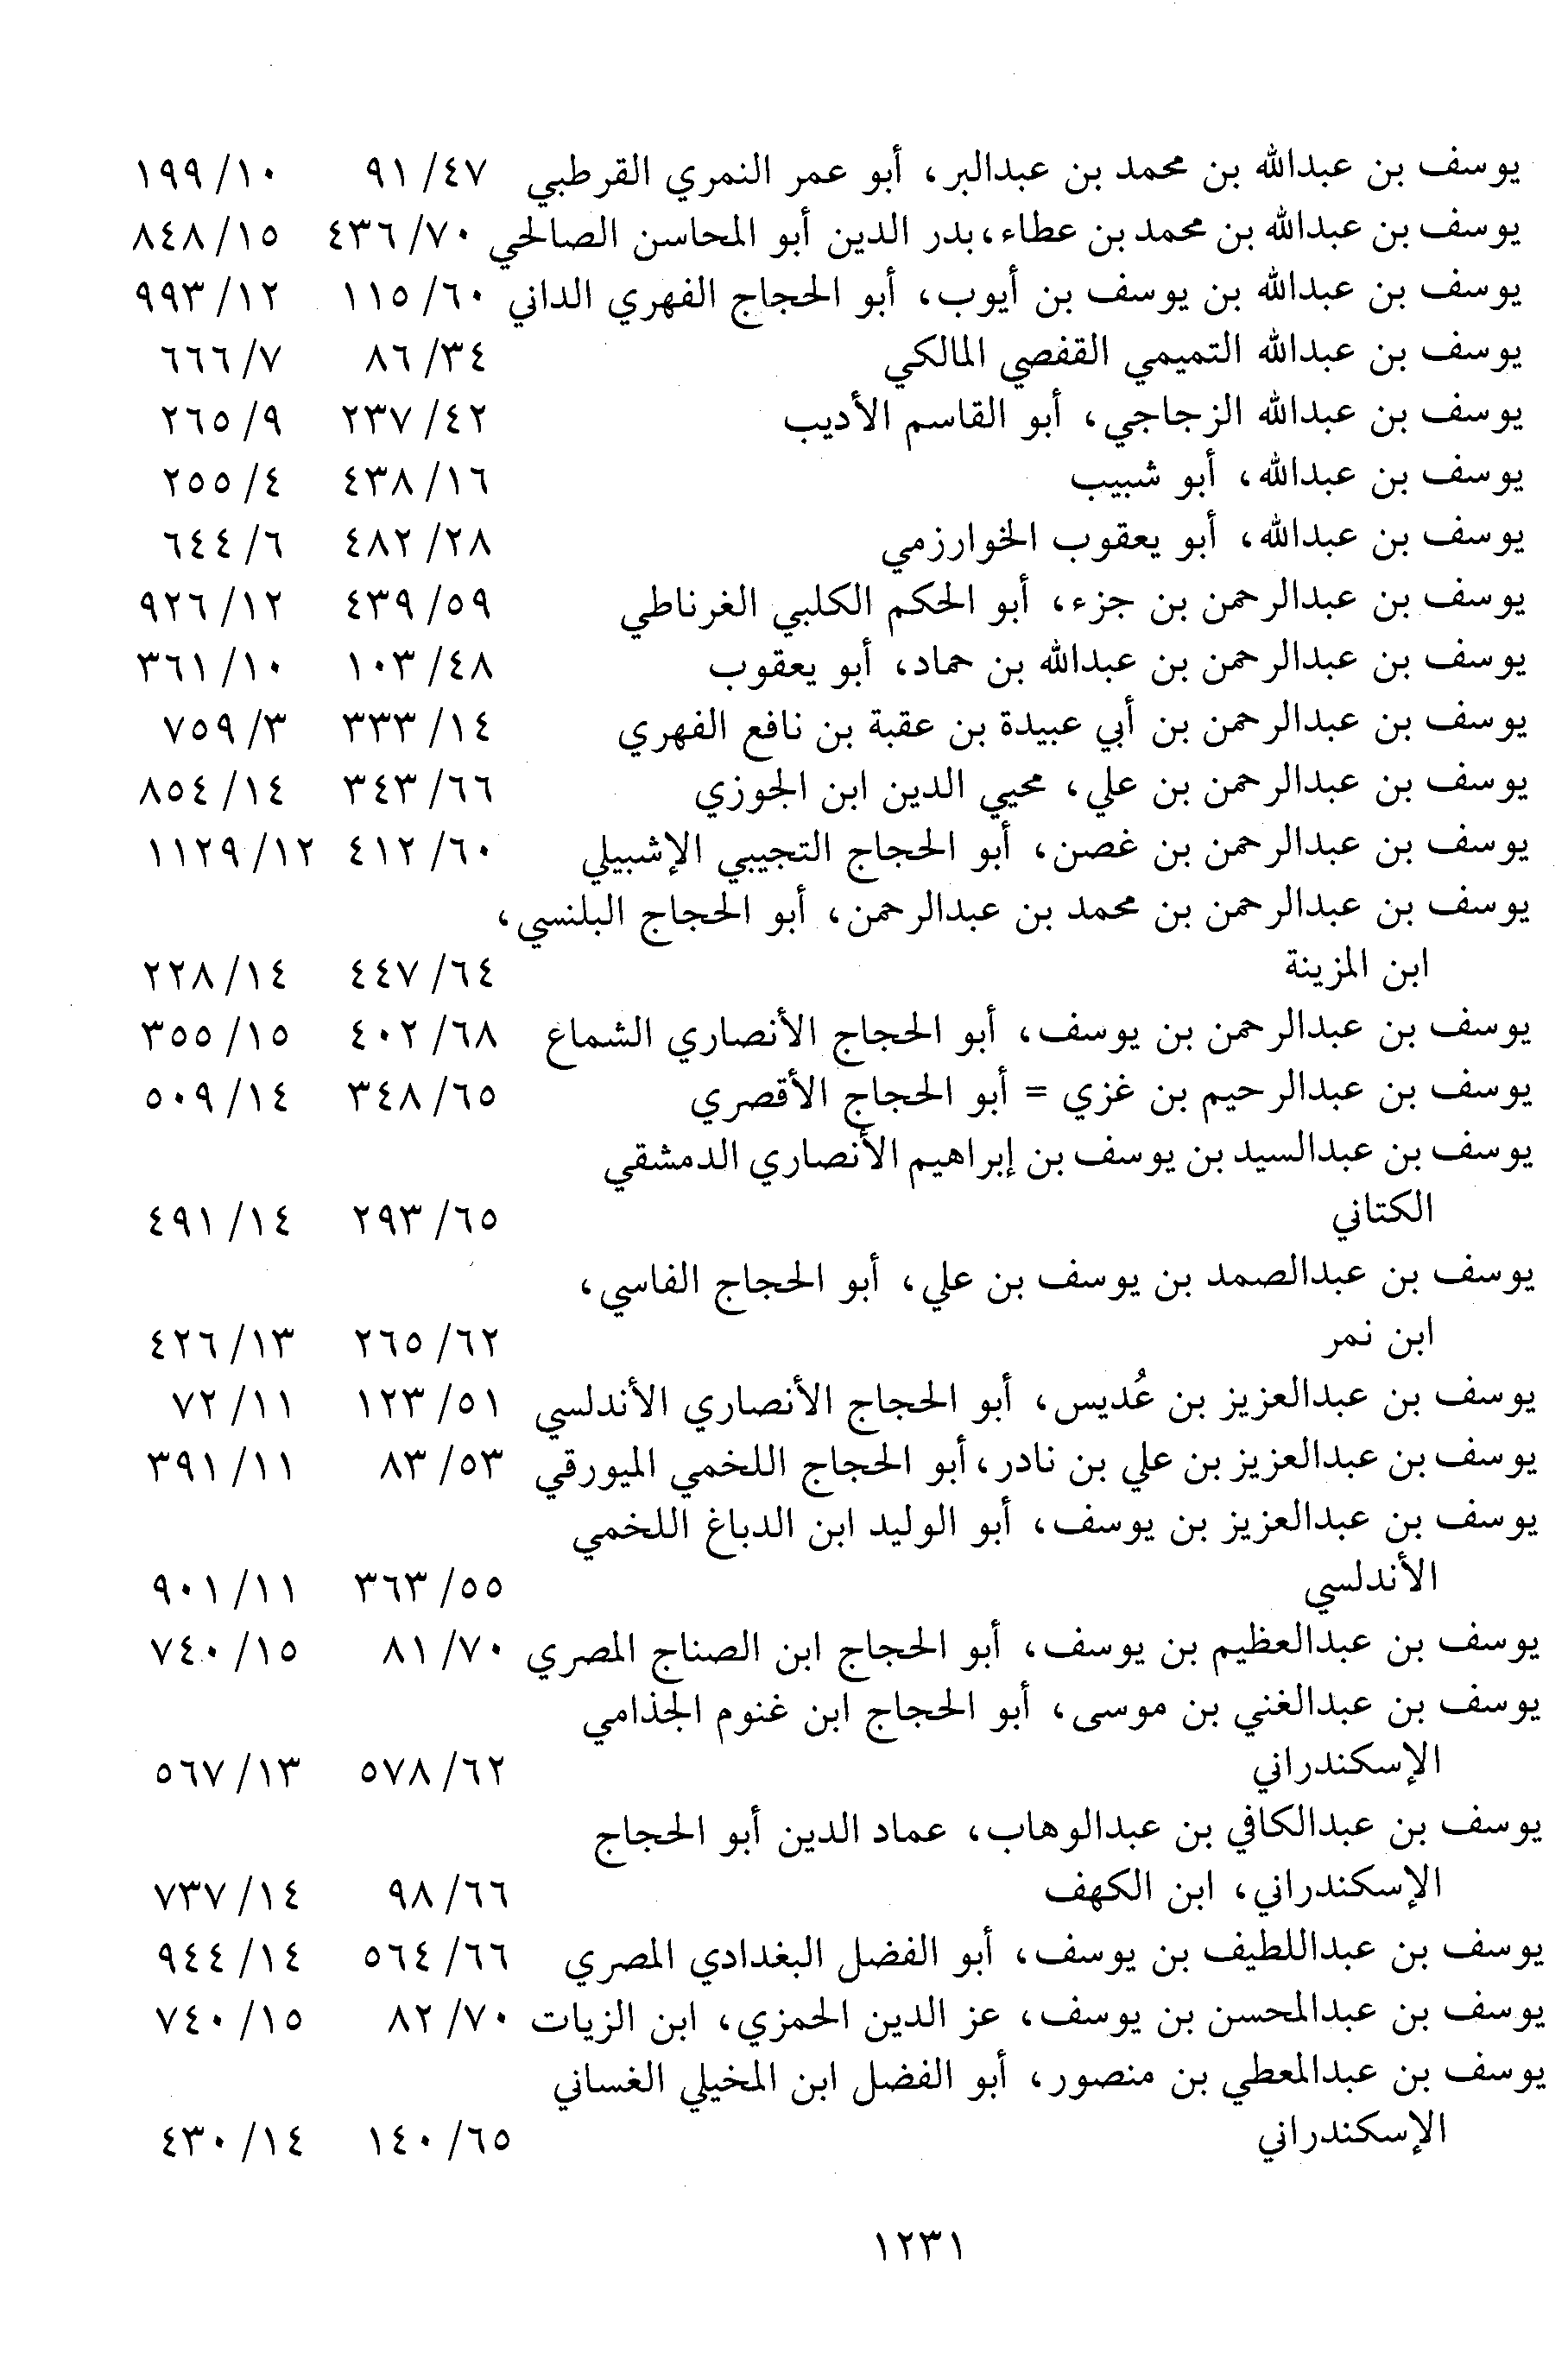 يوسف بن عبدالله بن محمد بن عبدالبر، أبو عمر النمري القرطبي ٤٧/ ٩١ ١٠/ ١٩٩
يوسف بن عبدالله بن محمد بن عطاء، بدر الدين أبو المحاسن الصالحي ٧٠/ ٤٣٦ ١٥/ ٨٤٨
يوسف بن عبدالله بن يوسف بن أيوب، أبو الحجاج الفهري الداني ٦٠/ ١١٥ ١٢/ ٩٩٣
يوسف بن عبدالله التميمي القفصي المالكي ٣٤/ ٨٦ ٧/ ٦٦٦
يوسف بن عبدالله الزجاجي، أبو القاسم الأديب ٤٢/ ٢٣٧ ٩/ ٢٦٥
يوسف بن عبدالله، أبو شبيب ١٦/ ٤٣٨ ٤/ ٢٥٥
يوسف بن عبدالله، أبو يعقوب الخوارزمي ٢٨/ ٤٨٢ ٦/ ٦٤٤
يوسف بن عبدالرحمن بن جزء، أبو الحكم الكلبي الغرناطي ٥٩/ ٤٣٩ ١٢/ ٩٢٦
يوسف بن عبدالرحمن بن عبدالله بن حماد، أبو يعقوب ٤٨/ ١٠٣ ١٠/ ٣٦١
يوسف بن عبدالرحمن بن أبي عبيدة بن عقبة بن نافع الفهري ١٤/ ٣٣٣ ٣/ ٧٥٩
يوسف بن عبدالرحمن بن علي، محيي الدين ابن الجوزي ٦٦/ ٣٤٣ ١٤/ ٨٥٤
يوسف بن عبدالرحمن بن غصن، أبو الحجاج التجيبي الإشبيلي ٦٠/ ٤١٢ ١٢/ ١١٢٩
يوسف بن عبدالرحمن بن محمد بن عبدالرحمن، أبو الحجاج البلنسي،
ابن المزينة ٦٤/ ٤٤٧ ١٤/ ٢٢٨
يوسف بن عبدالرحمن بن يوسف، أبو الحجاج الأنصاري الشماع ٦٨/ ٤٠٢ ١٥/ ٣٥٥
يوسف بن عبدالرحيم بن غزي = أبو الحجاج الأقصري ٦٥/ ٣٤٨ ١٤/ ٥٠٩
يوسف بن عبدالسيد بن يوسف بن إبراهيم الأنصاري الدمشقي
الكتاني ٦٥/ ٢٩٣ ١٤/ ٤٩١
يوسف بن عبدالصمد بن يوسف بن علي، أبو الحجاج الفاسي،
ابن نمر ٦٢/ ٢٦٥ ١٣/ ٤٢٦
يوسف بن عبدالعزيز بن عُديس، أبو الحجاج الأنصاري الأندلسي ٥١/ ١٢٣ ١١/ ٧٢
يوسف بن عبدالعزيز بن علي بن نادر، أبو الحجاج اللخمي الميورقي ٥٣/ ٨٣ ١١/ ٣٩١
يوسف بن عبدالعزيز بن يوسف، أبو الوليد ابن الدباغ اللخمي
الأندلسي ٥٥/ ٣٦٣ ١١/ ٩٠١
يوسف بن عبدالعظيم بن يوسف، أبو الحجاج ابن الصناج المصري ٧٠/ ٨١ ١٥/ ٧٤٠
يوسف بن عبدالغني بن موسى، أبو الحجاج ابن غنوم الجذامي
الإسكندراني ٦٢/ ٥٧٨ ١٣/ ٥٦٧
يوسف بن عبدالكافي بن عبدالوهاب، عماد الدين أبو الحجاج
الإسكندراني، ابن الكهف ٦٦/ ٩٨ ١٤/ ٧٣٧
يوسف بن عبداللطيف بن يوسف، أبو الفضل البغدادي المصري ٦٦/ ٥٦٤ ١٤/ ٩٤٤
يوسف بن عبدالمحسن بن يوسف، عز الدين الحمزي، ابن الزيات ٧٠/ ٨٢ ١٥/ ٧٤٠
يوسف بن عبدالمعطي بن منصور، أبو الفضل ابن المخيلي الغساني
الإسكندراني ٦٥/ ١٤٠ ١٤/ ٤٣٠
١٢٣١